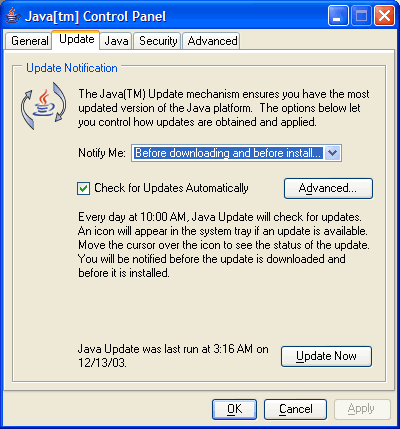 Java[tm] Control Panel
General Update Java Security Advanced
Update Notification
The Java(TM) Update mechanism ensures you have the most
updated version of the Java platform. The options below let
you control how updates are obtained and applied.
Notify Me: Before downloading and before install...
Check for Updates Automatically Advanced...
Every day at 10:00 AM, Java Update will check for updates.
An icon will appear in the system tray if an update is available.
Move the cursor over the icon to see the status of the update.
You will be notified before the update is downloaded and
before it is installed.
Java Update was last run at 3:16 AM on
12/13/03.
Update Now
OK Cancel Apply